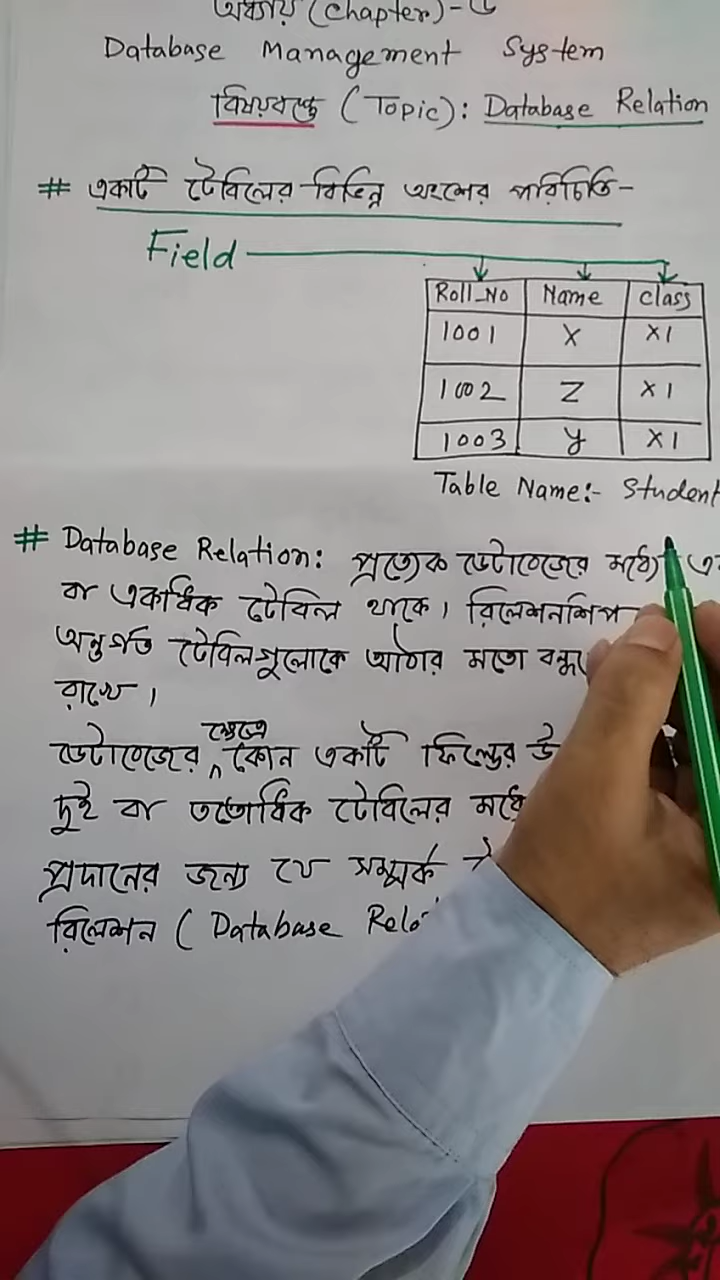 অধ্যায় (Chapter)-৬
Database Management System
বিষয়বস্তু (Topic): Database Relation
# একটি টেবিলের বিভিন্ন অংশের পরিচিতি-
Field
Roll_No Name class
1001 X XI
1002 Z XI
1003 Y XI
Table Name:- Student
# Database Relation: প্রত্যেক ডেটাবেজের মধ্যে
বা একাধিক টেবিল থাকে। রিলেশনশিপ
অন্তর্গত টেবিলগুলোকে আঠার মতো
রাখে।
ডেটাবেজের ক্ষেত্রে কোন একটি ফিল্ডের
দুই বা ততোধিক টেবিলের মধ্যে
প্রদানের জন্য যে সম্পর্ক
রিলেশন ( Database